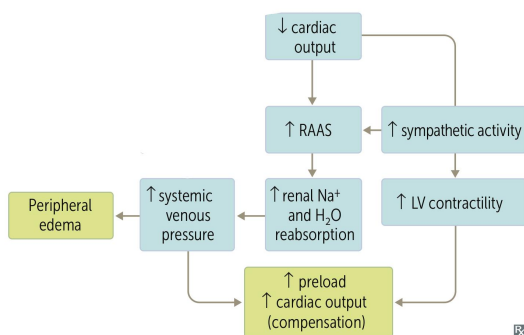 ↓ cardiac
output
↑ RAAS
↑ sympathetic activity
Peripheral
edema
↑ systemic
venous
pressure
↑ renal Na⁺
and H₂O
reabsorption
↑ LV contractility
↑ preload
↑ cardiac output
(compensation)
℞